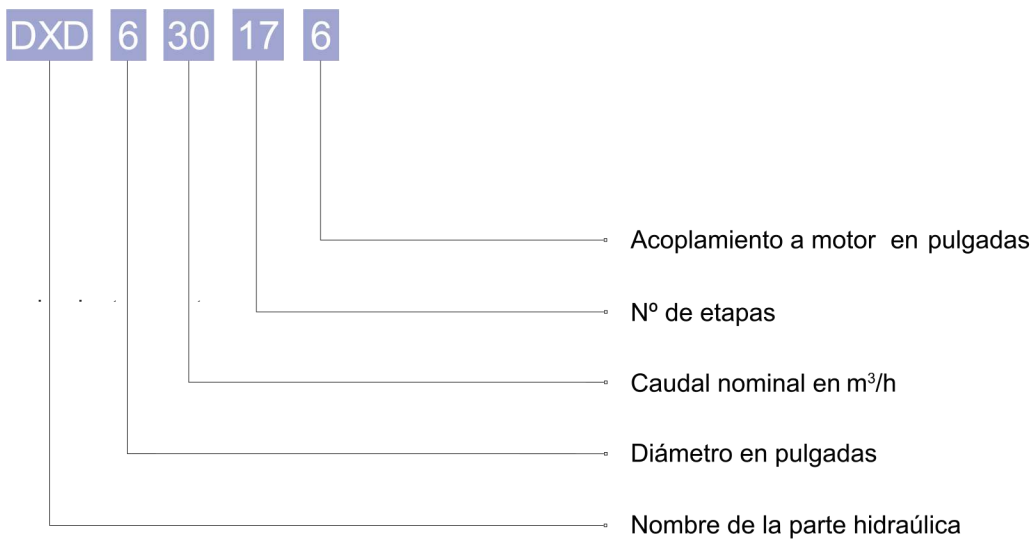 DXD 6 30 17 6
Acoplamiento a motor en pulgadas
Nº de etapas
Caudal nominal en m³/h
Diámetro en pulgadas
Nombre de la parte hidraúlica